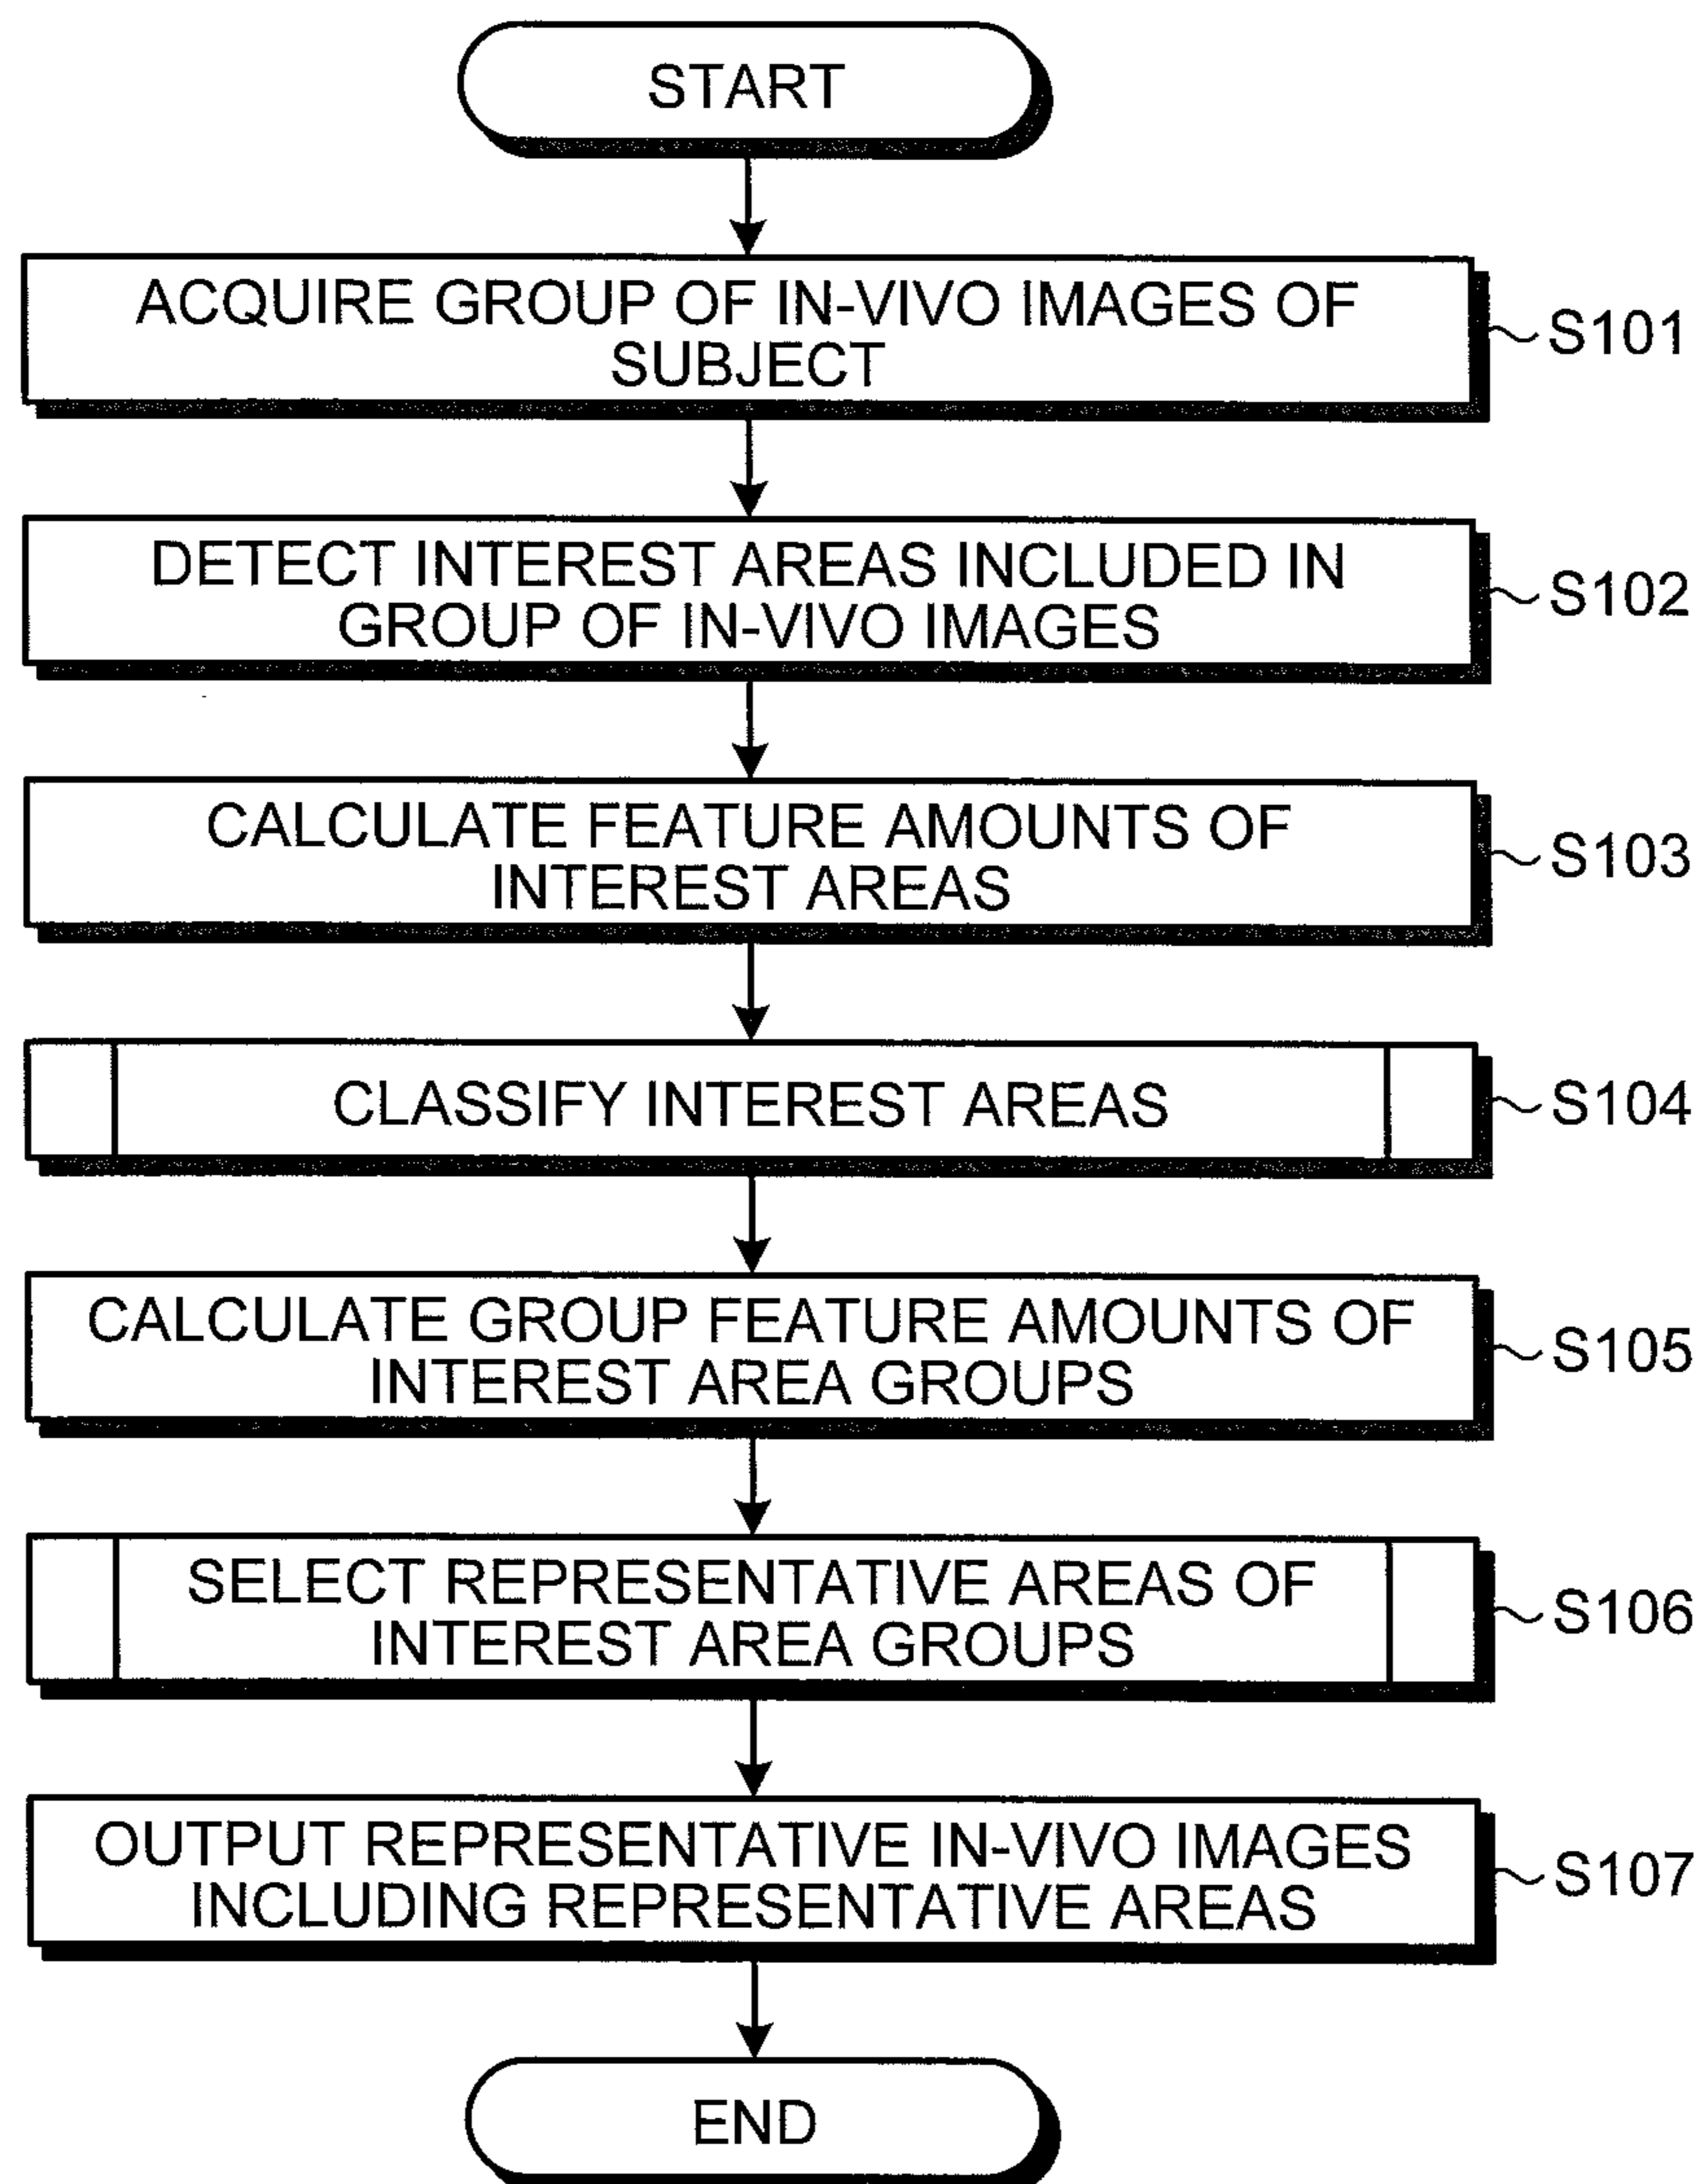 START
ACQUIRE GROUP OF IN-VIVO IMAGES OF
SUBJECT
S101
DETECT INTEREST AREAS INCLUDED IN
GROUP OF IN-VIVO IMAGES
S102
CALCULATE FEATURE AMOUNTS OF
INTEREST AREAS
S103
CLASSIFY INTEREST AREAS
S104
CALCULATE GROUP FEATURE AMOUNTS OF
INTEREST AREA GROUPS
S105
SELECT REPRESENTATIVE AREAS OF
INTEREST AREA GROUPS
S106
OUTPUT REPRESENTATIVE IN-VIVO IMAGES
INCLUDING REPRESENTATIVE AREAS
S107
END